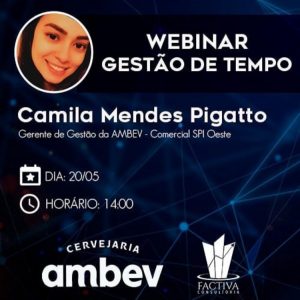 WEBINAR
GESTÃO DE TEMPO
Camila Mendes Pigatto
Gerente de Gestão da AMBEV - Comercial SPI Oeste
DIA: 20/05
HORÁRIO: 14:00
CERVEJARIA
ambev
FACTIVA
CONSULTORIA